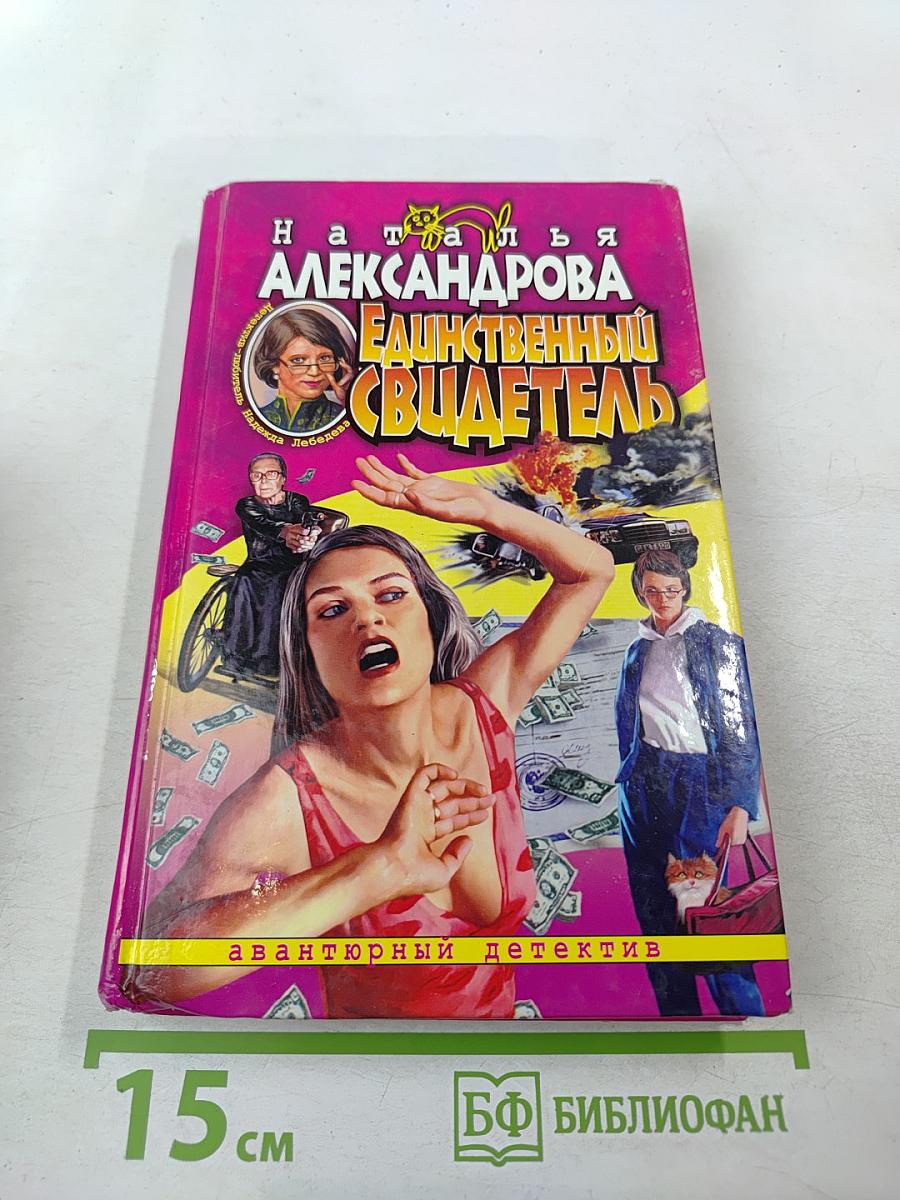 Наталья
АЛЕКСАНДРОВА
Детектив-любитель Надежда Лебедева
ЕДИНСТВЕННЫЙ
СВИДЕТЕЛЬ
авантюрный детектив
15 см
БФ БИБЛИОФАН